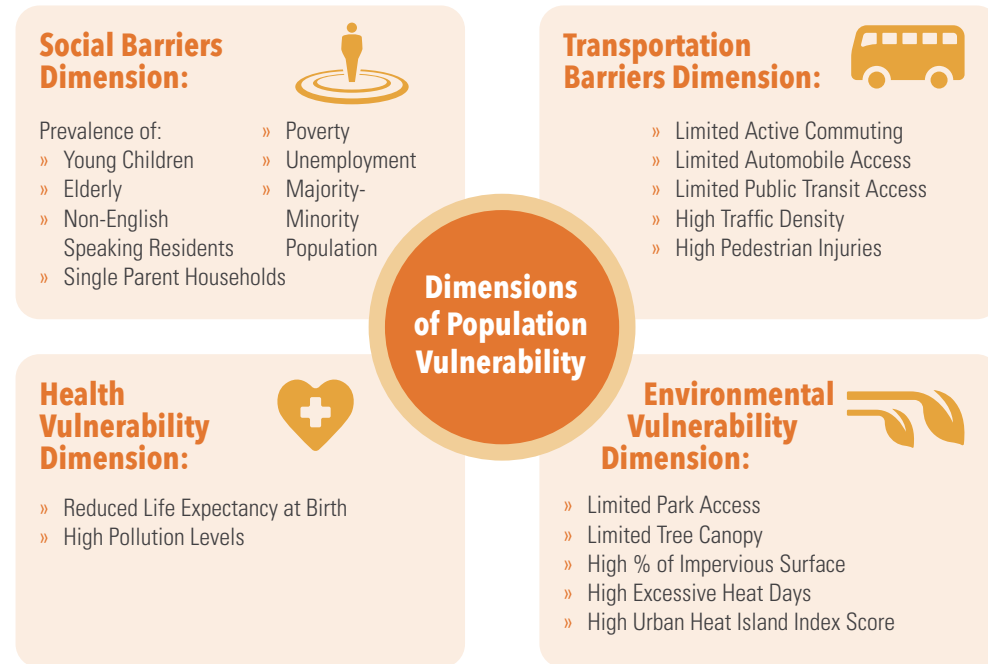 Social Barriers
Dimension:
Prevalence of:
» Young Children
» Elderly
» Non-English
Speaking Residents
» Single Parent Households
» Poverty
» Unemployment
» Majority-
Minority
Population
Transportation
Barriers Dimension:
» Limited Active Commuting
» Limited Automobile Access
» Limited Public Transit Access
» High Traffic Density
» High Pedestrian Injuries
Dimensions
of Population
Vulnerability
Health
Vulnerability
Dimension:
» Reduced Life Expectancy at Birth
» High Pollution Levels
Environmental
Vulnerability
Dimension:
» Limited Park Access
» Limited Tree Canopy
» High % of Impervious Surface
» High Excessive Heat Days
» High Urban Heat Island Index Score